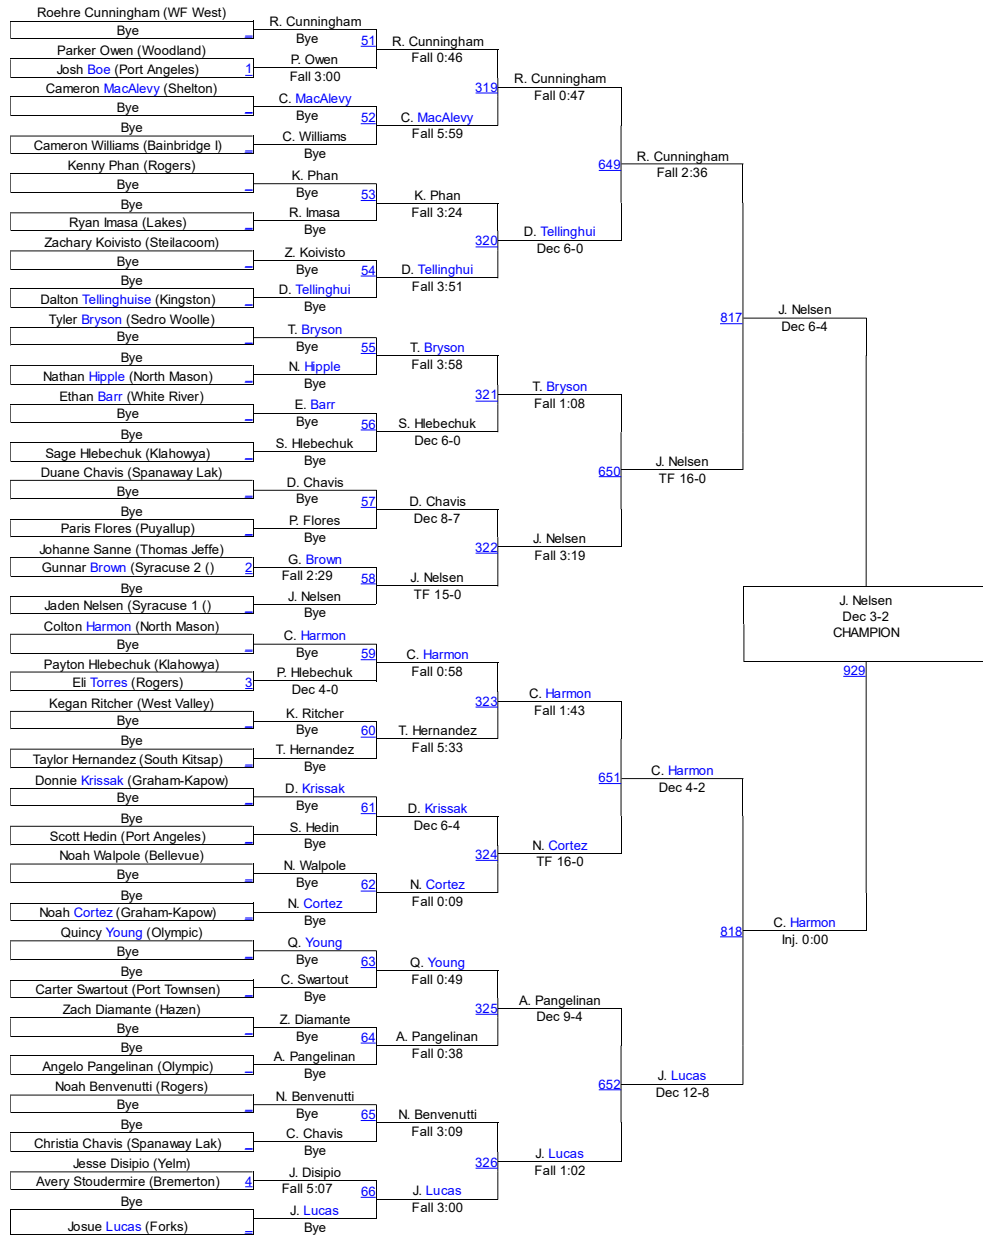 Roehre Cunningham (WF West)
Bye
Parker Owen (Woodland)
Josh Boe (Port Angeles) 1
Cameron MacAlevy (Shelton)
Bye
Bye
Cameron Williams (Bainbridge I)
Kenny Phan (Rogers)
Bye
Bye
Ryan Imasa (Lakes)
Zachary Koivisto (Steilacoom)
Bye
Bye
Dalton Tellinghuise (Kingston)
Tyler Bryson (Sedro Woolle)
Bye
Bye
Nathan Hipple (North Mason)
Ethan Barr (White River)
Bye
Bye
Sage Hlebechuk (Klahowya)
Duane Chavis (Spanaway Lak)
Bye
Bye
Paris Flores (Puyallup)
Johanne Sanne (Thomas Jeffe)
Gunnar Brown (Syracuse 2 () 2
Bye
Jaden Nelsen (Syracuse 1 ()
Colton Harmon (North Mason)
Bye
Payton Hlebechuk (Klahowya)
Eli Torres (Rogers) 3
Kegan Ritcher (West Valley)
Bye
Bye
Taylor Hernandez (South Kitsap)
Donnie Krissak (Graham-Kapow)
Bye
Bye
Scott Hedin (Port Angeles)
Noah Walpole (Bellevue)
Bye
Bye
Noah Cortez (Graham-Kapow)
Quincy Young (Olympic)
Bye
Bye
Carter Swartout (Port Townsen)
Zach Diamante (Hazen)
Bye
Bye
Angelo Pangelinan (Olympic)
Noah Benvenutti (Rogers)
Bye
Bye
Christia Chavis (Spanaway Lak)
Jesse Disipio (Yelm)
Avery Stoudermire (Bremerton) 4
Bye
Josue Lucas (Forks)
R. Cunningham
Bye 51
P. Owen
Fall 3:00
C. MacAlevy
Bye 52
C. Williams
Bye
K. Phan
Bye 53
R. Imasa
Bye
Z. Koivisto
Bye 54
D. Tellinghui
Bye
T. Bryson
Bye 55
N. Hipple
Bye
E. Barr
Bye 56
S. Hlebechuk
Bye
D. Chavis
Bye 57
P. Flores
Bye
G. Brown
Fall 2:29 58
J. Nelsen
Bye
C. Harmon
Bye 59
P. Hlebechuk
Dec 4-0
K. Ritcher
Bye 60
T. Hernandez
Bye
D. Krissak
Bye 61
S. Hedin
Bye
N. Walpole
Bye 62
N. Cortez
Bye
Q. Young
Bye 63
C. Swartout
Bye
Z. Diamante
Bye 64
A. Pangelinan
Bye
N. Benvenutti
Bye 65
C. Chavis
Bye
J. Disipio
Fall 5:07 66
J. Lucas
Bye
R. Cunningham
Fall 0:46
319
C. MacAlevy
Fall 5:59
K. Phan
Fall 3:24
320
D. Tellinghui
Fall 3:51
T. Bryson
Fall 3:58
321
S. Hlebechuk
Dec 6-0
D. Chavis
Dec 8-7
322
J. Nelsen
TF 15-0
C. Harmon
Fall 0:58
323
T. Hernandez
Fall 5:33
D. Krissak
Dec 6-4
324
N. Cortez
Fall 0:09
Q. Young
Fall 0:49
325
A. Pangelinan
Fall 0:38
N. Benvenutti
Fall 3:09
326
J. Lucas
Fall 3:00
R. Cunningham
Fall 0:47
649
D. Tellinghui
Dec 6-0
T. Bryson
Fall 1:08
650
J. Nelsen
Fall 3:19
C. Harmon
Fall 1:43
651
N. Cortez
TF 16-0
A. Pangelinan
Dec 9-4
652
J. Lucas
Fall 1:02
R. Cunningham
Fall 2:36
817
J. Nelsen
TF 16-0
C. Harmon
Dec 4-2
818
J. Lucas
Dec 12-8
J. Nelsen
Dec 6-4
C. Harmon
Inj. 0:00
J. Nelsen
Dec 3-2
CHAMPION
929